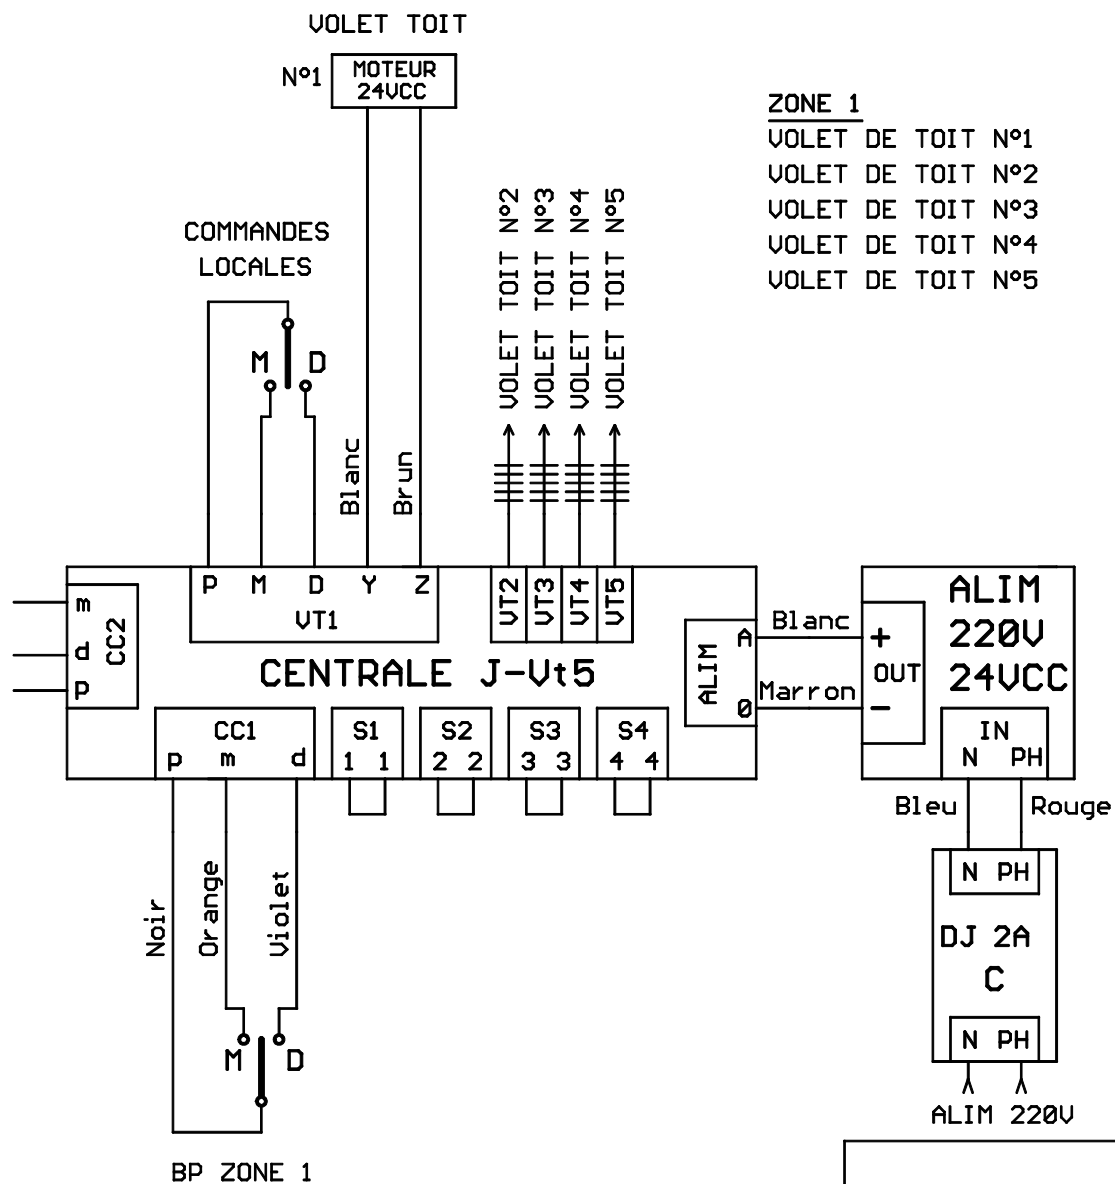 VOLET TOIT
N°1
MOTEUR
24VCC
ZONE 1
VOLET DE TOIT N°1
VOLET DE TOIT N°2
VOLET DE TOIT N°3
VOLET DE TOIT N°4
VOLET DE TOIT N°5
COMMANDES
LOCALES
M D
VOLET TOIT N°2
VOLET TOIT N°3
VOLET TOIT N°4
VOLET TOIT N°5
Blanc
Brun
P M D Y Z
VT1
VT2
VT3
VT4
VT5
m
d
p
CC2
CENTRALE J-Vt5
ALIM
A
0
Blanc
Marron
+
OUT
-
ALIM
220V
24VCC
IN
N PH
CC1
p m d
S1
1 1
S2
2 2
S3
3 3
S4
4 4
Bleu
Rouge
N PH
DJ 2A
C
N PH
ALIM 220V
Noir
Orange
Violet
M D
BP ZONE 1